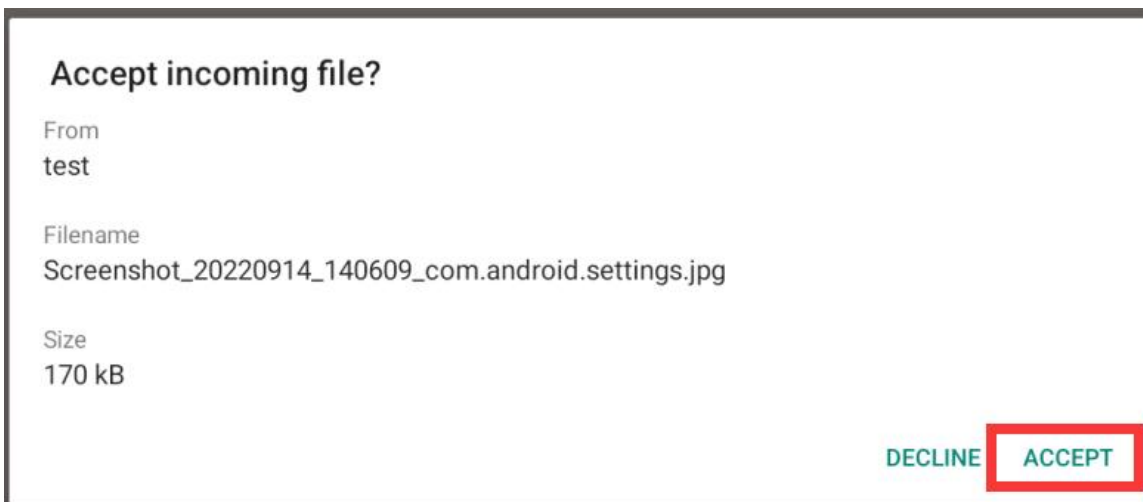 Accept incoming file?
From
test
Filename
Screenshot_20220914_140609_com.android.settings.jpg
Size
170 kB
DECLINE ACCEPT